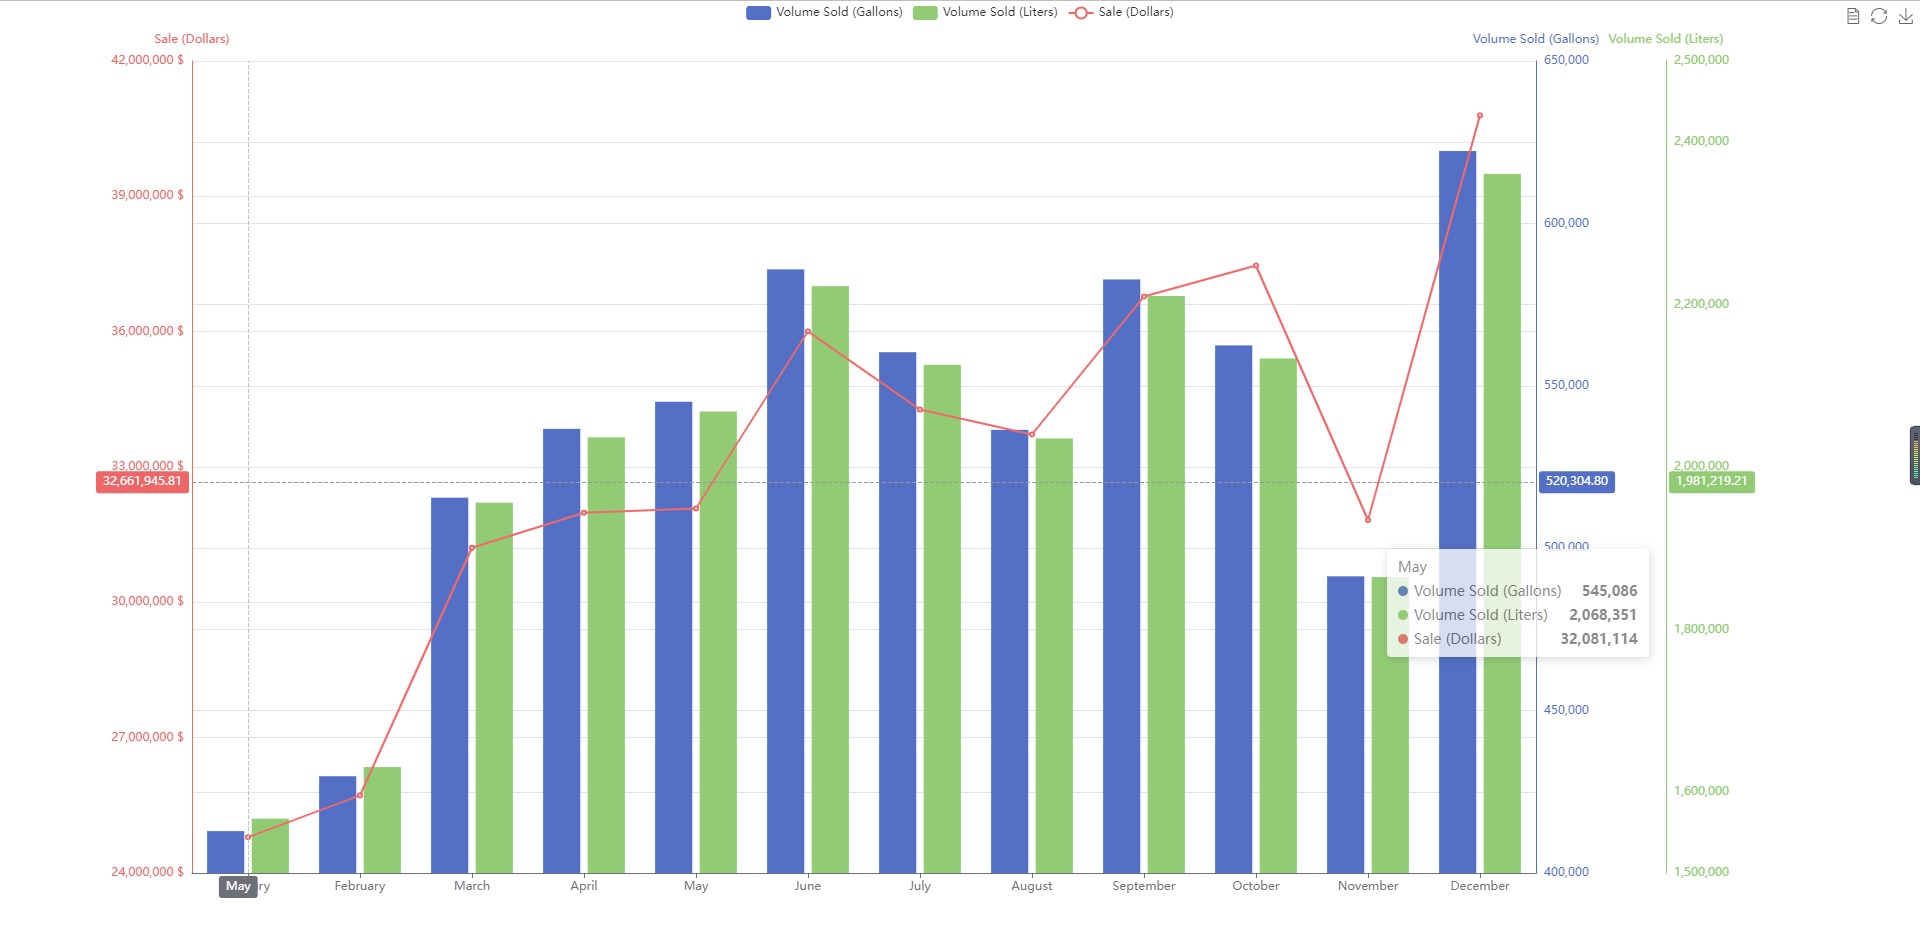 Volume Sold (Gallons) Volume Sold (Liters) Sale (Dollars)
Sale (Dollars) Volume Sold (Gallons) Volume Sold (Liters)
42,000,000 $ 650,000 2,500,000
2,400,000
39,000,000 $
600,000
2,200,000
36,000,000 $
550,000
33,000,000 $ 2,000,000
32,661,945.81 520,304.80 1,981,219.21
500,000
May
Volume Sold (Gallons) 545,086
Volume Sold (Liters) 2,068,351
Sale (Dollars) 32,081,114
30,000,000 $
1,800,000
450,000
27,000,000 $
1,600,000
24,000,000 $ 400,000 1,500,000
May ry February March April May June July August September October November December